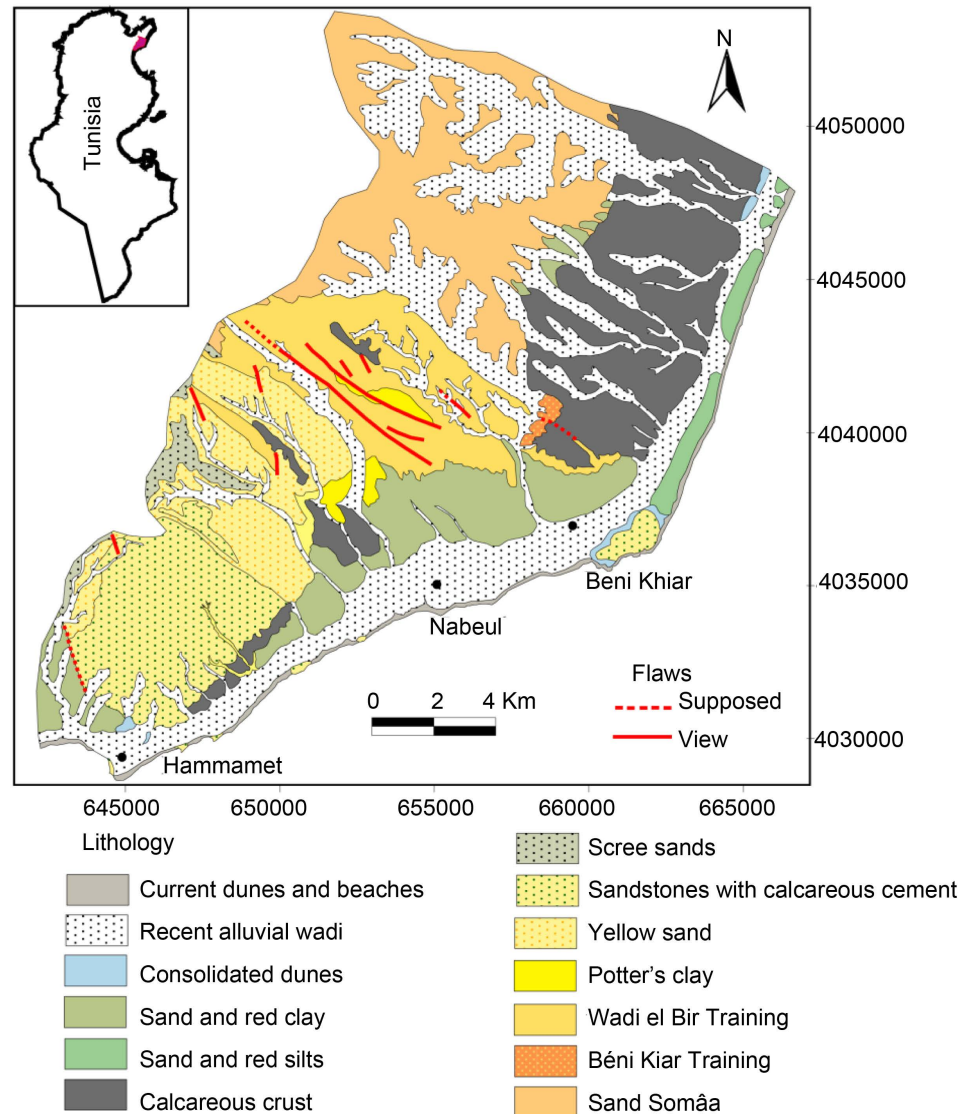 Tunisia
N
4050000
4045000
4040000
4035000
4030000
Beni Khiar
Nabeul
Hammamet
Flaws
Supposed
View
0 2 4 Km
645000 650000 655000 660000 665000
Lithology
Current dunes and beaches
Recent alluvial wadi
Consolidated dunes
Sand and red clay
Sand and red silts
Calcareous crust
Scree sands
Sandstones with calcareous cement
Yellow sand
Potter's clay
Wadi el Bir Training
Béni Kiar Training
Sand Somâa